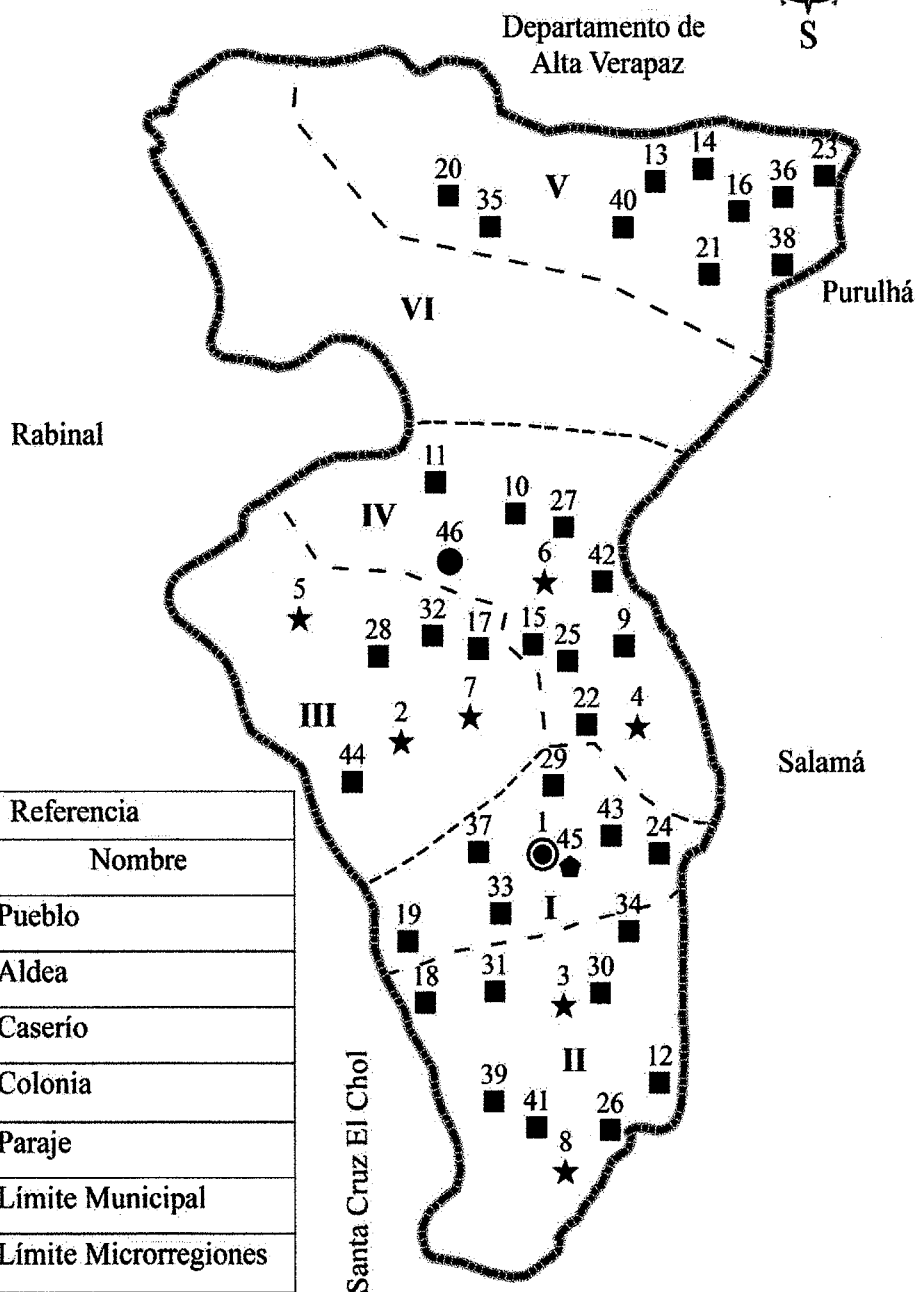 S
Departamento de
Alta Verapaz
14
23
13
36
20
V
16
35
40
21
38
Purulhá
VI
Rabinal
11
10
27
IV
46
6
42
5
32
15
9
28
17
25
7
22
4
III
2
44
29
Salamá
Referencia
Nombre
Pueblo
Aldea
Caserío
Colonia
Paraje
Límite Municipal
Límite Microrregiones
1
43
37
45
24
33
I
34
19
31
3
30
18
II
12
39
41
26
8
Santa Cruz El Chol